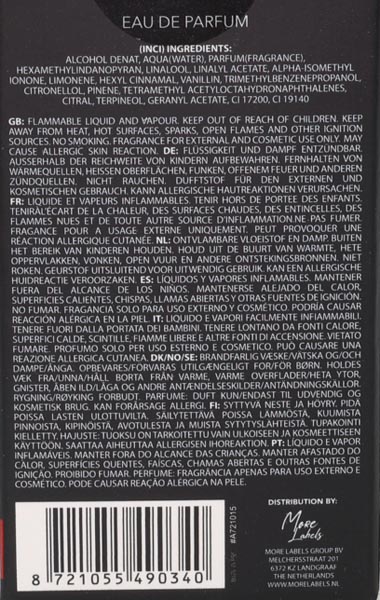 EAU DE PARFUM
(INCI) INGREDIENTS:
ALCOHOL DENAT, AQUA(WATER), PARFUM(FRAGRANCE),
HEXAMETHYLINDANOPYRAN, LINALOOL, LINALYL ACETATE, ALPHA-ISOMETHYL
IONONE, LIMONENE, HEXYL CINNAMAL, VANILLIN, TRIMETHYLBENZENEPROPANOL,
CITRONELLOL, PINENE, TETRAMETHYL ACETYLOCTAHYDRONAPHTHALENES,
CITRAL, TERPINEOL, GERANYL ACETATE, CI 17200, CI 19140
GB: FLAMMABLE LIQUID AND VAPOUR. KEEP OUT OF REACH OF CHILDREN. KEEP
AWAY FROM HEAT, HOT SURFACES, SPARKS, OPEN FLAMES AND OTHER IGNITION
SOURCES. NO SMOKING. FRAGRANCE FOR EXTERNAL AND COSMETIC USE ONLY. MAY
CAUSE ALLERGIC SKIN REACTION. DE: FLÜSSIGKEIT UND DAMPF ENTZÜNDBAR.
AUSSERHALB DER REICHWEITE VON KINDERN AUFBEWAHREN. FERNHALTEN VON
WARMEQUELLEN, HEISSEN OBERFLÄCHEN, FUNKEN, OFFENEN FEUER UND ANDEREN
ZÜNDQUELLEN. NICHT RAUCHEN DUFFTSTOFF FÜR DEN EXTERNEN UND
KOSMETISCHEN GEBRAUCH. KANN ALLERGISCHE HAUTREAKTIONEN VERURSACHEN.
FR: LIQUIDE ET VAPEURS INFLAMMABLES. TENIR HORS DE PORTEE DES ENFANTS.
TENIRÀL'ÉCART DE LA CHALEUR, DES SURFACES CHAUDES, DES ENTINCELLES, DES
FLAMMES NUES ET DE TOUTE AUTRE SOURCE D'INFLAMMATION.NE PAS FUMER.
FRAGRANCE POUR A USAGE EXTERNE UNIQUEMENT. PEUT PROVOQUER UNE
RÉACTION ALLERGIQUE CUTANÉE. NL: ONTVLAMBARE VLOEISTOF EN DAMP BUITEN
HET BEREIK VAN KINDEREN HOUDEN. HOUD UIT DE BUURT VAN WARMTE, HETE
OPPERVLAKKEN, VONKEN, OPEN VUUR EN ANDERE ONTSTEKINGSBRONNEN. NIET
ROKEN. GEURSTOF UITSLUITEND VOOR UITWENDIG GEBRUIK. KAN EEN ALLERGISCHE
HUIDREACTIE VEROORZAKEN. ES: LÍQUIDOS Y VAPORES INFLAMABLES. MANTENER
FUERA DEL ALCANCE DE LOS NIÑOS. MANTENERSE ALEJADO DEL CALOR,
SUPERFICIES CALIENTES, CHISPAS, LLAMAS ABIERTAS Y OTRAS FUENTES DE IGNICIÓN.
NO FUMAR. FRAGANCIA SOLO PARA USO EXTERNO Y COSMÉTICO. PODRÍA CAUSAR
REACCIÓN ALERGICA EN LA PIEL. IT: LIQUIDO E VAPORI FACILMENTE INFIAMMABILI.
TENERE FUORI DALLA PORTATA DEI BAMBINI. TENERE LONTANO DA FONTI CALORE,
SUPERFICI CALDE, SCINTILLE, FIAMME LIBERE E ALTRE FONTI DI ACCENSIONE. VIETATO
FUMARE. PROFUMO SOLO PER USO ESTERNO E COSMETICO. PUÒ CAUSARE UNA
REAZIONE ALLERGICA CUTANEA. DK/NO/SE: BRANDFARLIG VÆSKE/VÄTSKA OG/OCH
DAMPE/ÅNGA. OPBEVARES/FORVARAS UTILG/ÆNGELIGT FOR/FÖR BØRN. HOLDES
VÆK FRA/UNNA/HÅLL BORTA FRÅN VARME, VARME OVERFLADER/HETA YTOR,
GNISTER, ÅBEN ILD/LÅGA OG ANDRE ANTÆNDELSESKILDER/ANTÄNDNINGSKÄLLOR.
RYGNING/RØYKING FORBUDT. PARFUME: DUFT KUN/ENDAST TIL UDVENDIG OG
KOSMETISK BRUG. KAN FORÅRSAGE ALLERGI. FI: SYTTYVÄ NESTE JA HÖYRY. PIDÄ
POISSA LASTEN ULOTTUVILTA. SÄILYTETTÄVÄ POISSA LÄMMÖSTÄ, KUUMISTA
PINNOISTA, KIPINÖISTÄ, AVOTULESTA JA MUISTA SYTYTYSLÄHTEISTÄ. TUPAKOINTI
KIELLETTY. HAJUSTE: TUOKSU ON TARKOITETTU VAIN ULKOISEEN JA KOSMEETTISEEN
KÄYTTÖÖN. SAATTAA AIHEUTTAA ALLERGISEN IHOREAKTION. PT: LÍQUIDO E VAPOR
INFLAMÁVEIS. MANTER FORA DO ALCANCE DAS CRIANÇAS. MANTER AFASTADO DO
CALOR, SUPERFÍCIES QUENTES, FAÍSCAS, CHAMAS ABERTAS E OUTRAS FONTES DE
IGNIÇÃO. PROIBIDO FUMAR. PERFUME: FRAGRÂNCIA APENAS PARA USO EXTERNO E
COSMÉTICO. PODE CAUSAR REAÇÃO ALÉRGICA NA PELE.
#A721015
DISTRIBUTION BY:
More
Labels
MORE LABELS GROUP BV
MELCHERSSTRAAT 201
6372 KZ LANDGRAAF
THE NETHERLANDS
WWW.MORELABELS.NL
8 721055 490340 >